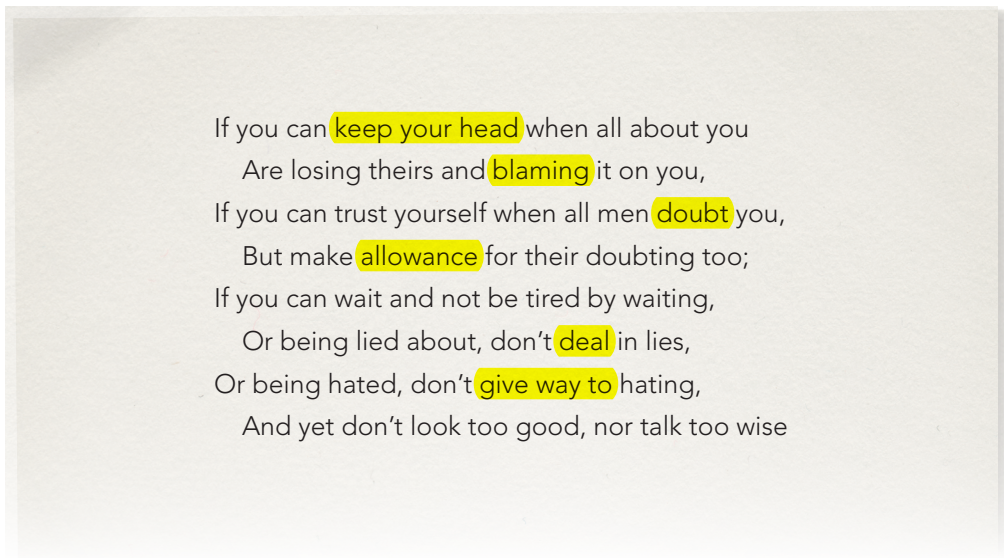 If you can keep your head when all about you
Are losing theirs and blaming it on you,
If you can trust yourself when all men doubt you,
But make allowance for their doubting too;
If you can wait and not be tired by waiting,
Or being lied about, don’t deal in lies,
Or being hated, don’t give way to hating,
And yet don’t look too good, nor talk too wise